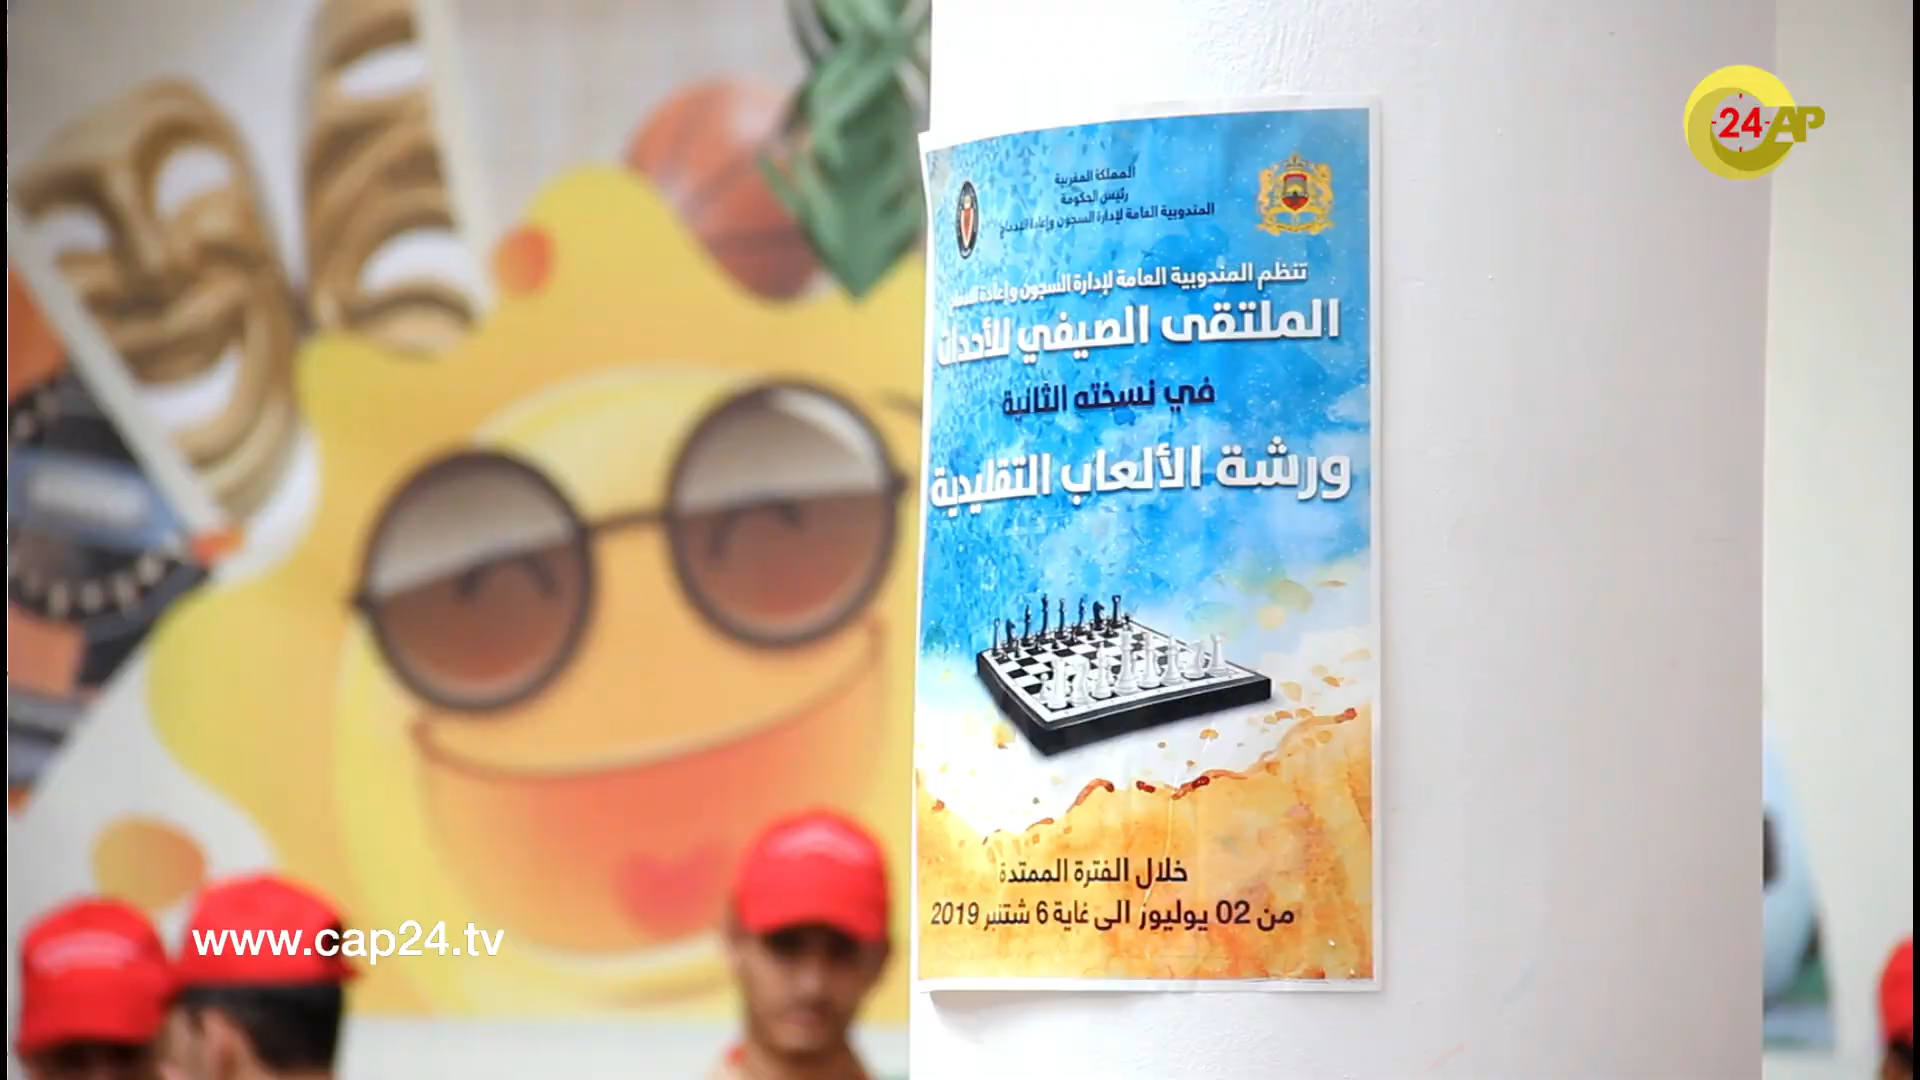 24AP
المملكة المغربية
رئيس الحكومة
المندوبية العامة لإدارة السجون وإعادة الإدماج
تنظم المندوبية العامة لإدارة السجون وإعادة الإدماج
الملتقى الصيفي للأحداث
في نسخته الثانية
ورشة الألعاب التقليدية
خلال الفترة الممتدة
من 02 يوليوز الى غاية 6 شتنبر 2019
www.cap24.tv